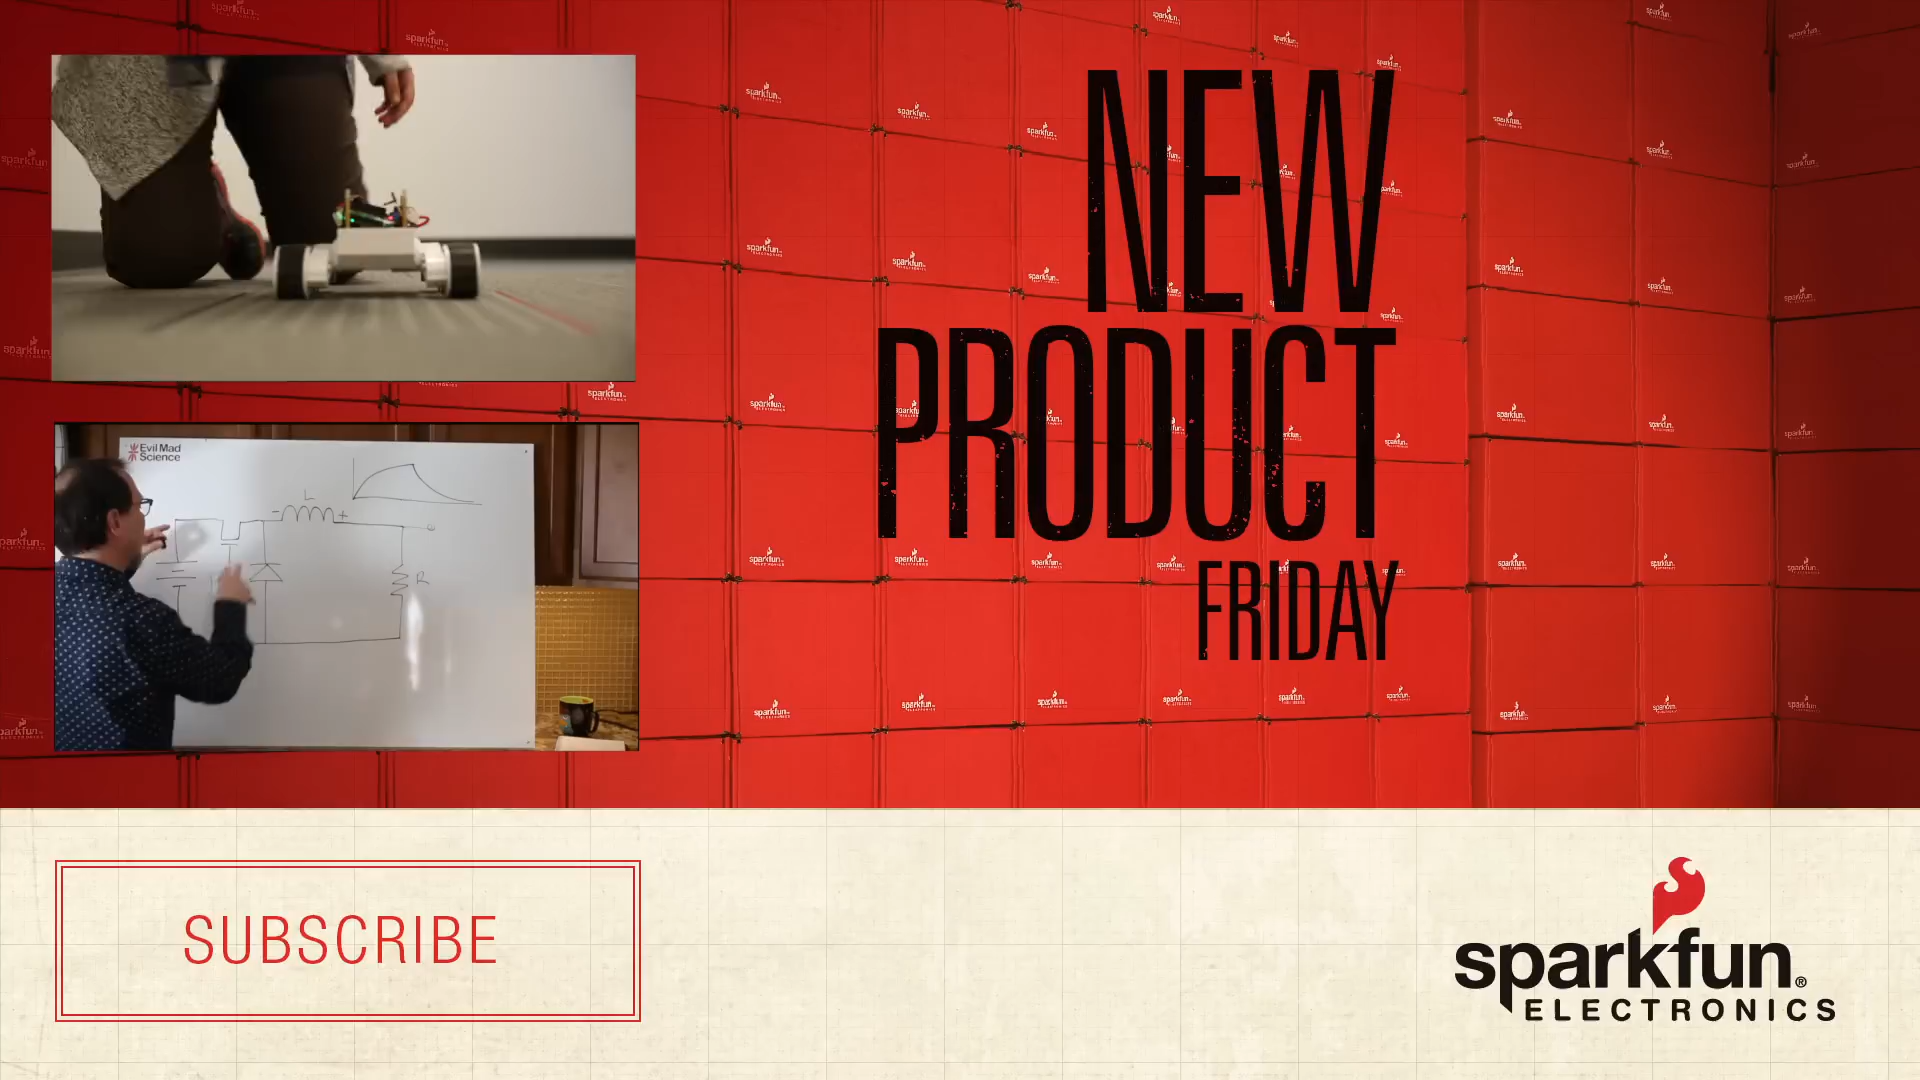 NEW
PRODUCT
FRIDAY
Evil Mad
Science
L
- +
R
SUBSCRIBE
sparkfun®
ELECTRONICS